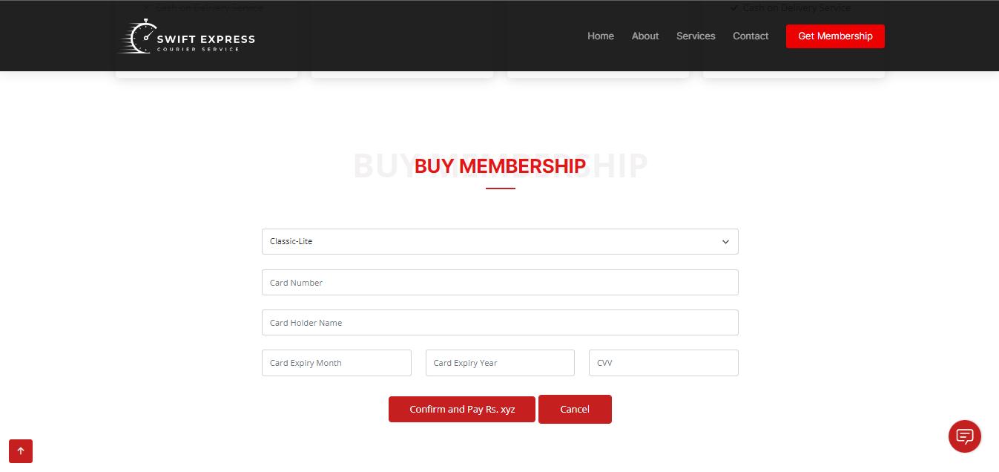 Cash on Delivery Service
Cash on Delivery Service
SWIFT EXPRESS
COURIER SERVICE
Home About Services Contact Get Membership
BUY MEMBERSHIP
BUY MEMBERSHIP
Classic-Lite
Card Number
Card Holder Name
Card Expiry Month Card Expiry Year CVV
Confirm and Pay Rs. xyz Cancel